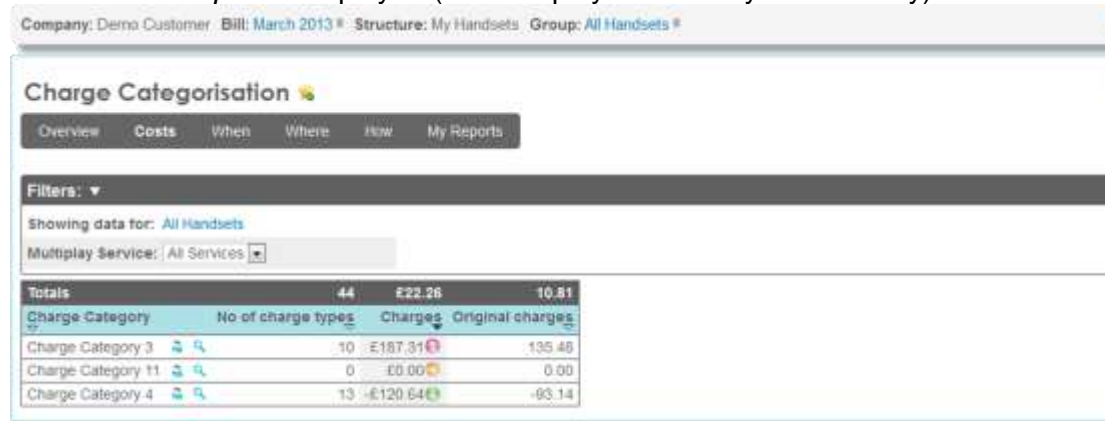 Company: Demo Customer Bill: March 2013 Structure: My Handsets Group: All Handsets
Charge Categorisation
Overview Costs When Where How My Reports
Filters:
Showing data for: All Handsets
Multiplay Service: All Services
Totals 44 £22.26 10.81
Charge Category No of charge types Charges Original charges
Charge Category 3 10 £187.31 135.46
Charge Category 11 0 £0.00 0.00
Charge Category 4 13 -£120.64 -93.14